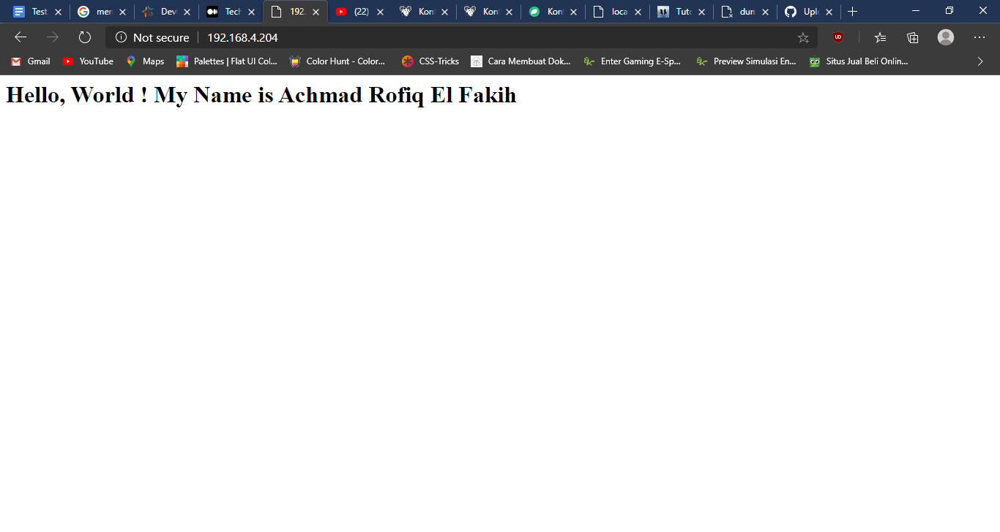 Test men Devi Tech 192. (22) Kon Kon Kon loca Tuto dum Uplo
Not secure 192.168.4.204
Gmail YouTube Maps Palettes | Flat UI Col... Color Hunt - Color... CSS-Tricks Cara Membuat Dok... Enter Gaming E-Sp... Preview Simulasi En... Situs Jual Beli Onlin...
Hello, World ! My Name is Achmad Rofiq El Fakih